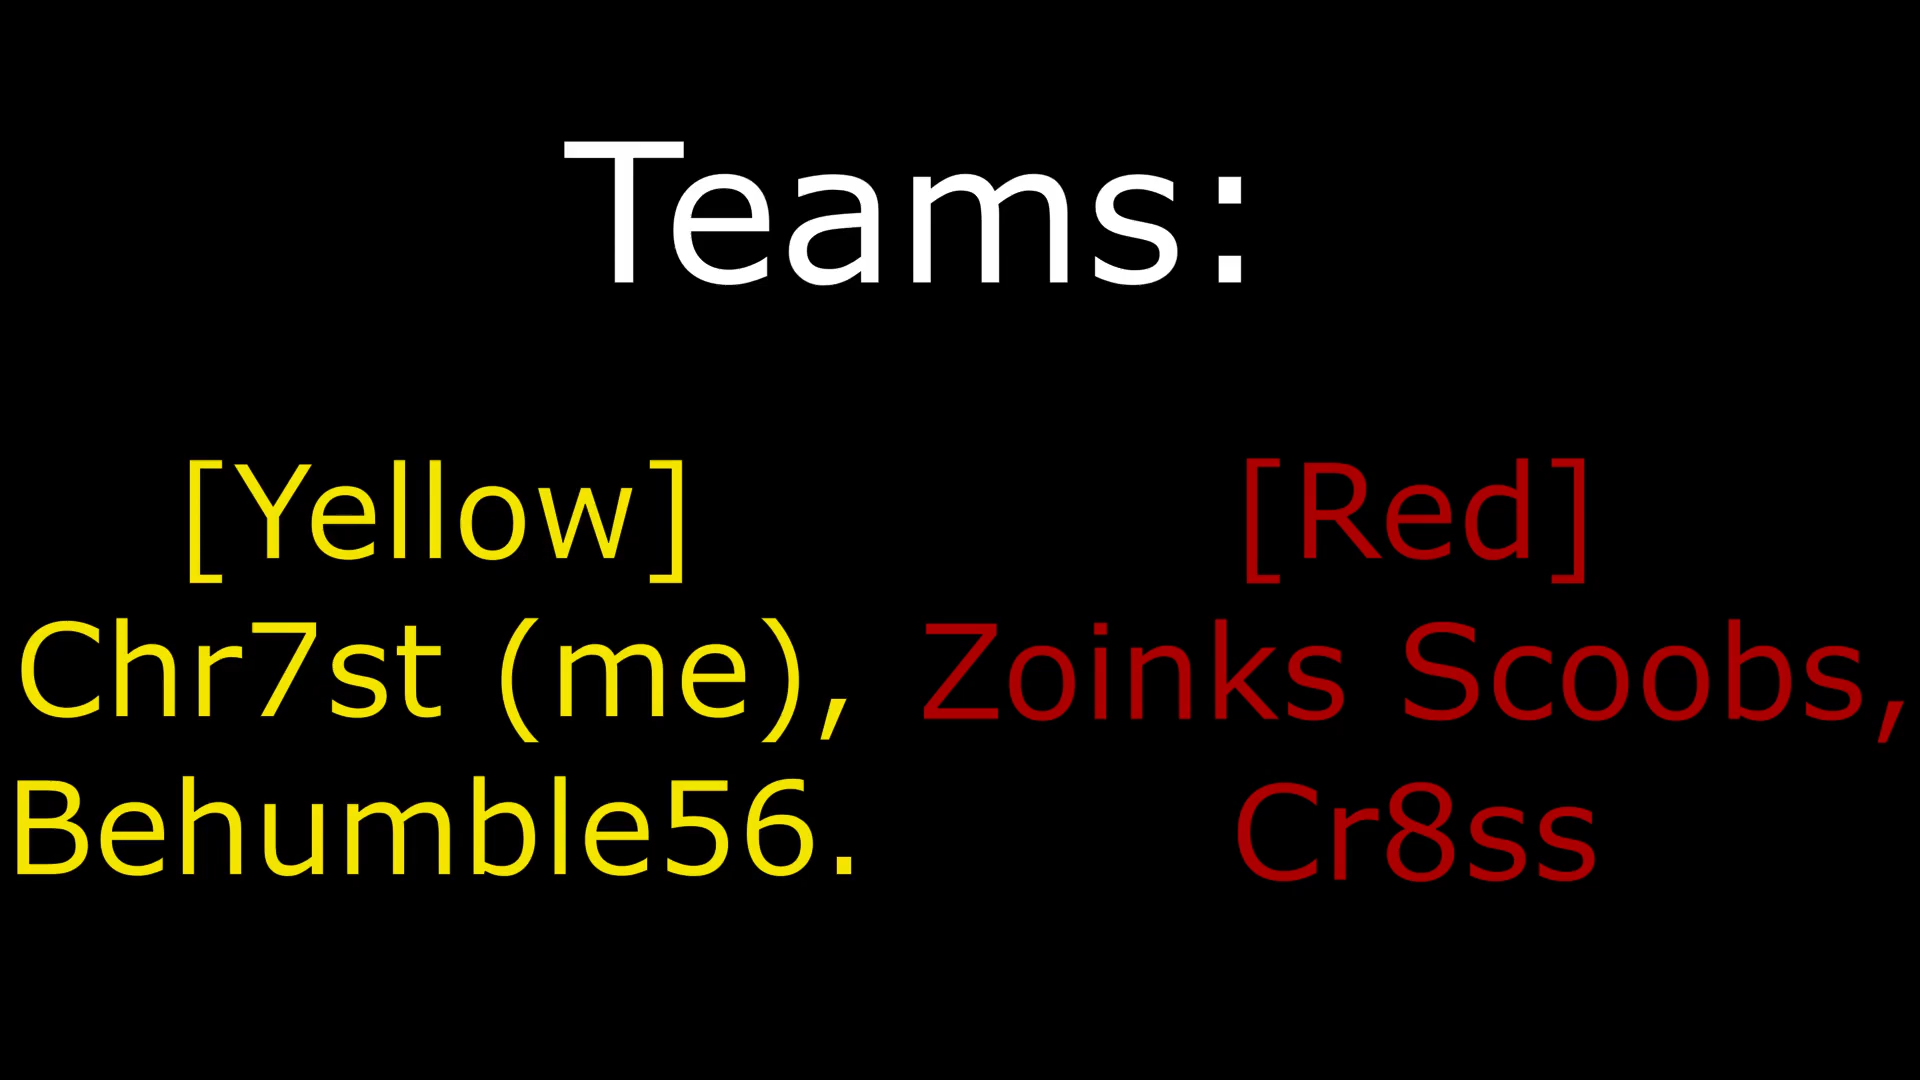 Teams:
[Yellow]
Chr7st (me),
Behumble56.
[Red]
Zoinks Scoobs,
Cr8ss